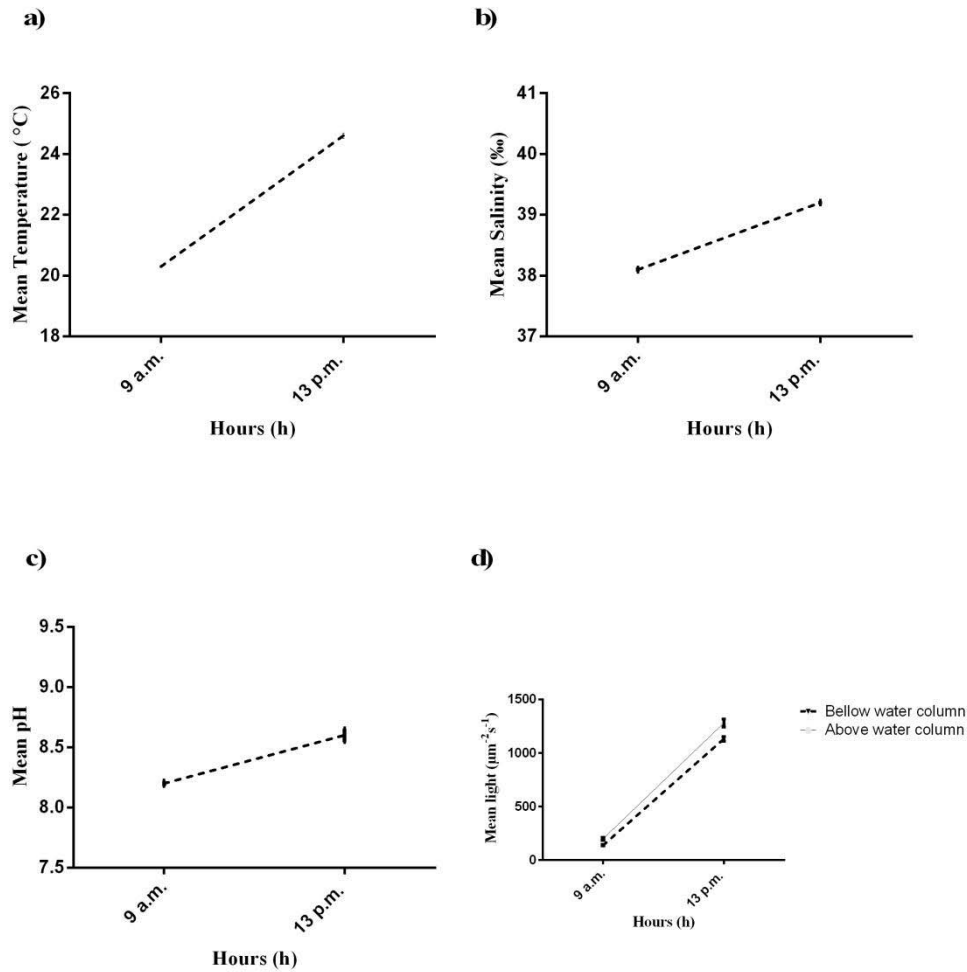 a)
Mean Temperature ( °C)
26
24
22
20
18
9 a.m.
13 p.m.
Hours (h)
b)
Mean Salinity (‰)
41
40
39
38
37
9 a.m.
13 p.m.
Hours (h)
c)
Mean pH
9.5
9.0
8.5
8.0
7.5
9 a.m.
13 p.m.
Hours (h)
d)
Mean light (µm⁻²s⁻¹)
1500
1000
500
0
9 a.m.
13 p.m.
Hours (h)
Bellow water column
Above water column